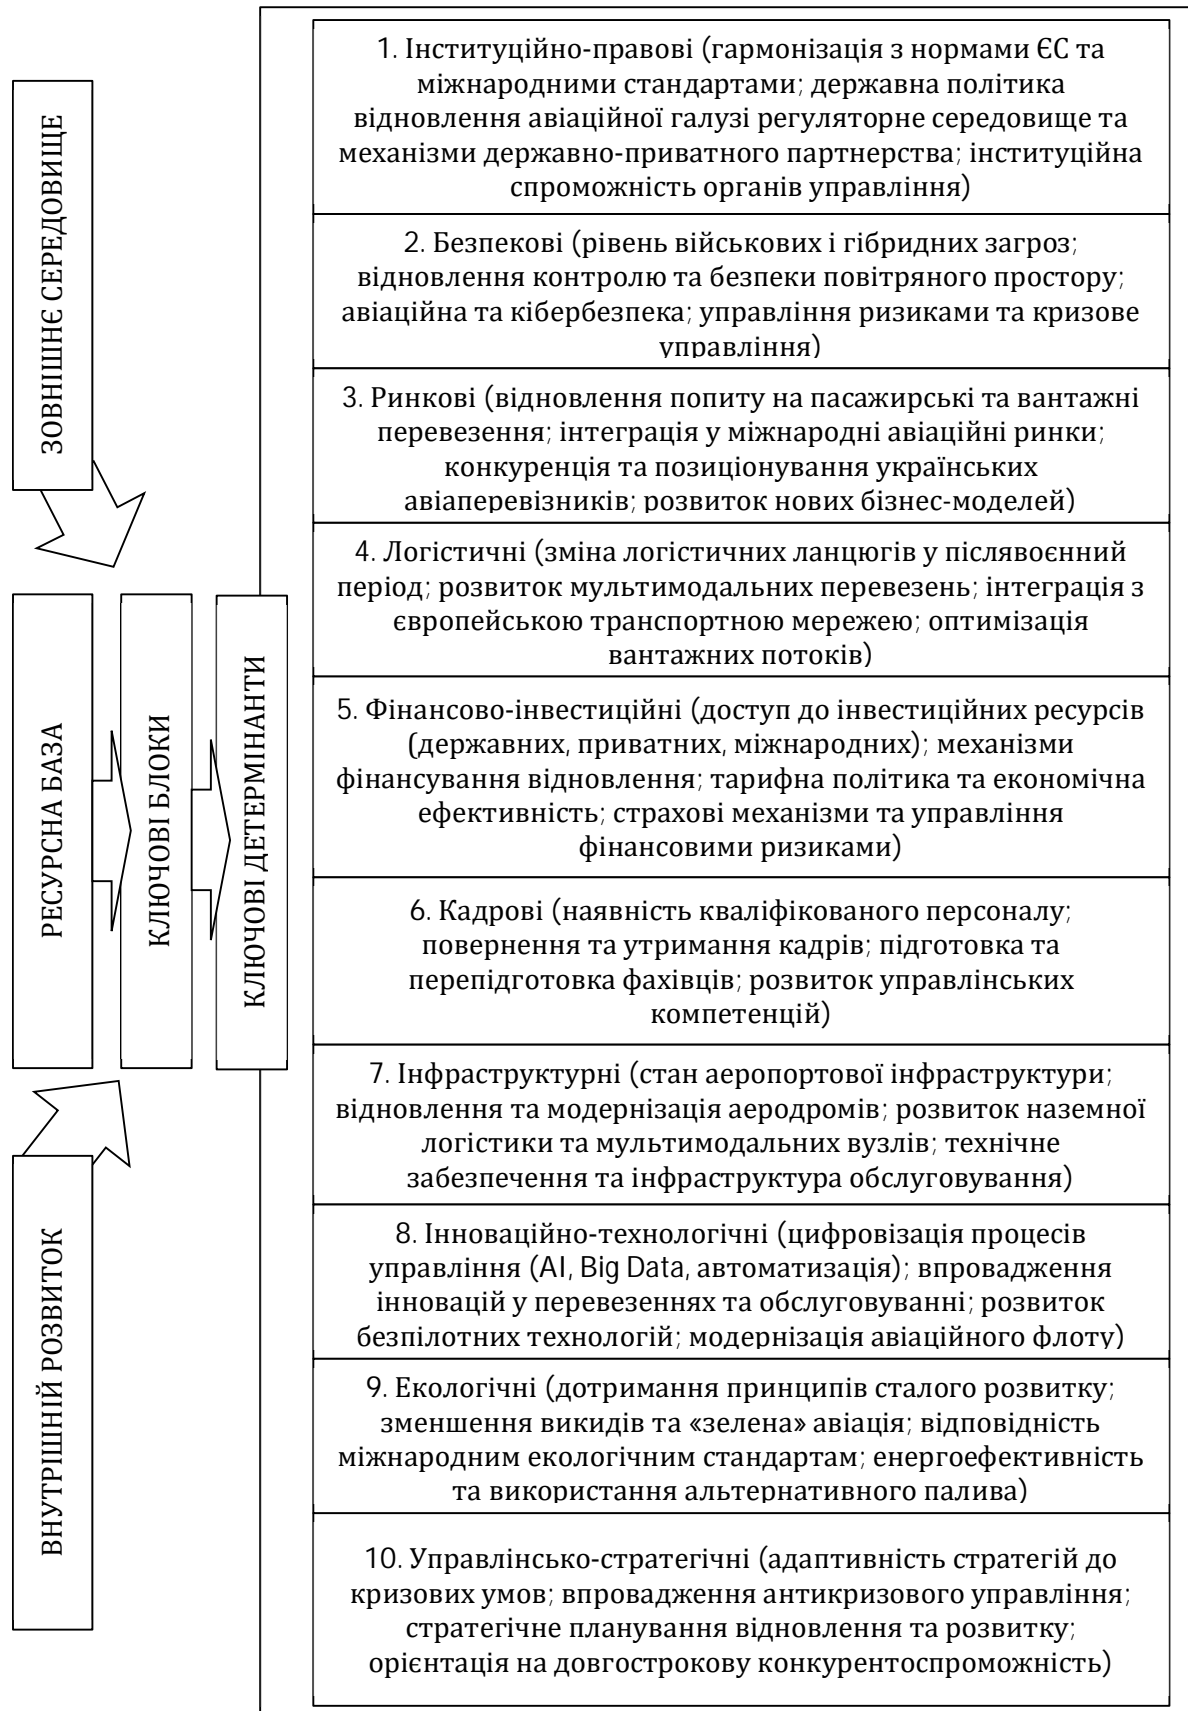 ЗОВНІШНЄ СЕРЕДОВИЩЕ
РЕСУРСНА БАЗА
ВНУТРІШНІЙ РОЗВИТОК
КЛЮЧОВІ БЛОКИ
КЛЮЧОВІ ДЕТЕРМІНАНТИ
1. Інституційно-правові (гармонізація з нормами ЄС та
міжнародними стандартами; державна політика
відновлення авіаційної галузі регуляторне середовище та
механізми державно-приватного партнерства; інституційна
спроможність органів управління)
2. Безпекові (рівень військових і гібридних загроз;
відновлення контролю та безпеки повітряного простору;
авіаційна та кібербезпека; управління ризиками та кризове
управління)
3. Ринкові (відновлення попиту на пасажирські та вантажні
перевезення; інтеграція у міжнародні авіаційні ринки;
конкуренція та позиціонування українських
авіаперевізників; розвиток нових бізнес-моделей)
4. Логістичні (зміна логістичних ланцюгів у післявоєнний
період; розвиток мультимодальних перевезень; інтеграція з
європейською транспортною мережею; оптимізація
вантажних потоків)
5. Фінансово-інвестиційні (доступ до інвестиційних ресурсів
(державних, приватних, міжнародних); механізми
фінансування відновлення; тарифна політика та економічна
ефективність; страхові механізми та управління
фінансовими ризиками)
6. Кадрові (наявність кваліфікованого персоналу;
повернення та утримання кадрів; підготовка та
перепідготовка фахівців; розвиток управлінських
компетенцій)
7. Інфраструктурні (стан аеропортової інфраструктури;
відновлення та модернізація аеродромів; розвиток наземної
логістики та мультимодальних вузлів; технічне
забезпечення та інфраструктура обслуговування)
8. Інноваційно-технологічні (цифровізація процесів
управління (AI, Big Data, автоматизація); впровадження
інновацій у перевезеннях та обслуговуванні; розвиток
безпілотних технологій; модернізація авіаційного флоту)
9. Екологічні (дотримання принципів сталого розвитку;
зменшення викидів та «зелена» авіація; відповідність
міжнародним екологічним стандартам; енергоефективність
та використання альтернативного палива)
10. Управлінсько-стратегічні (адаптивність стратегій до
кризових умов; впровадження антикризового управління;
стратегічне планування відновлення та розвитку;
орієнтація на довгострокову конкурентоспроможність)